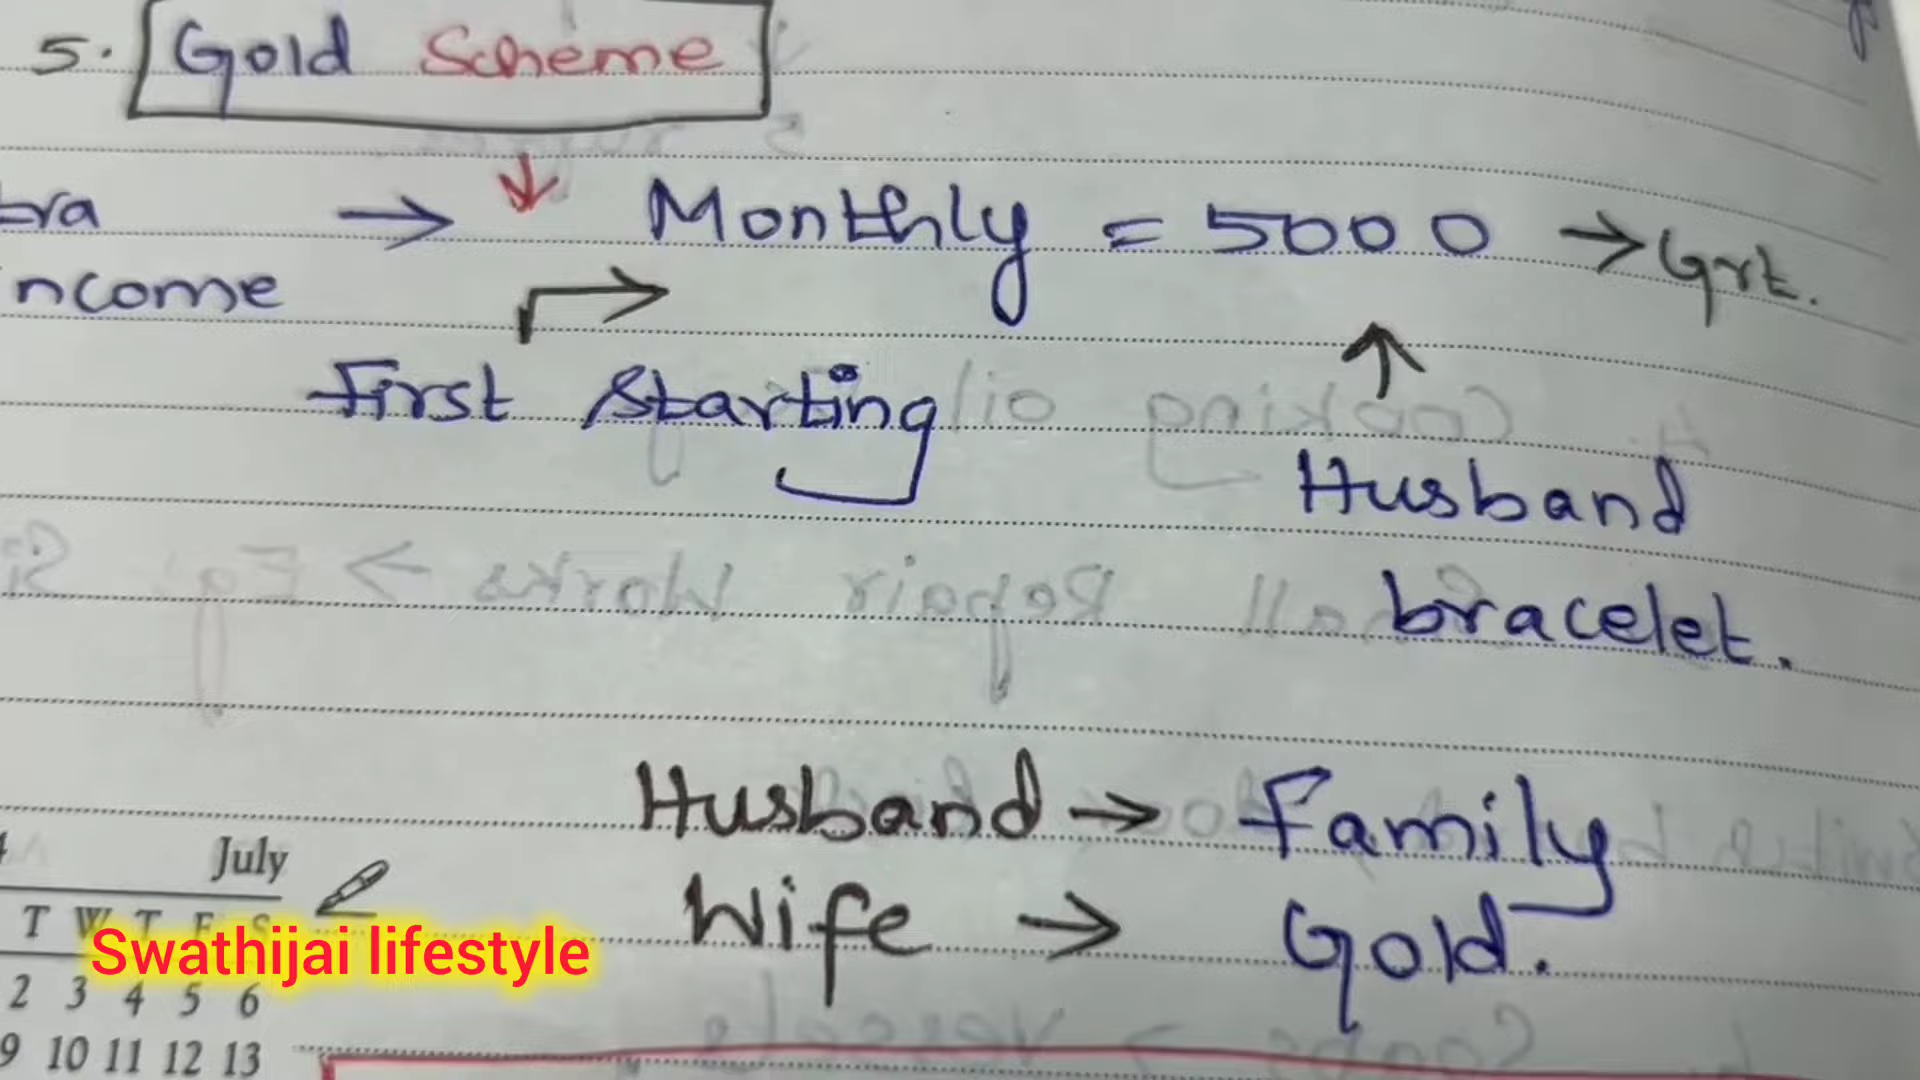 5. Gold Scheme
tra → Monthly = 5000 → Grt.
ncome
First Starting
Husband
bracelet.
Husband → Family
Wife → Gold.
July
T W T F S
Swathijai lifestyle
2 3 4 5 6
9 10 11 12 13